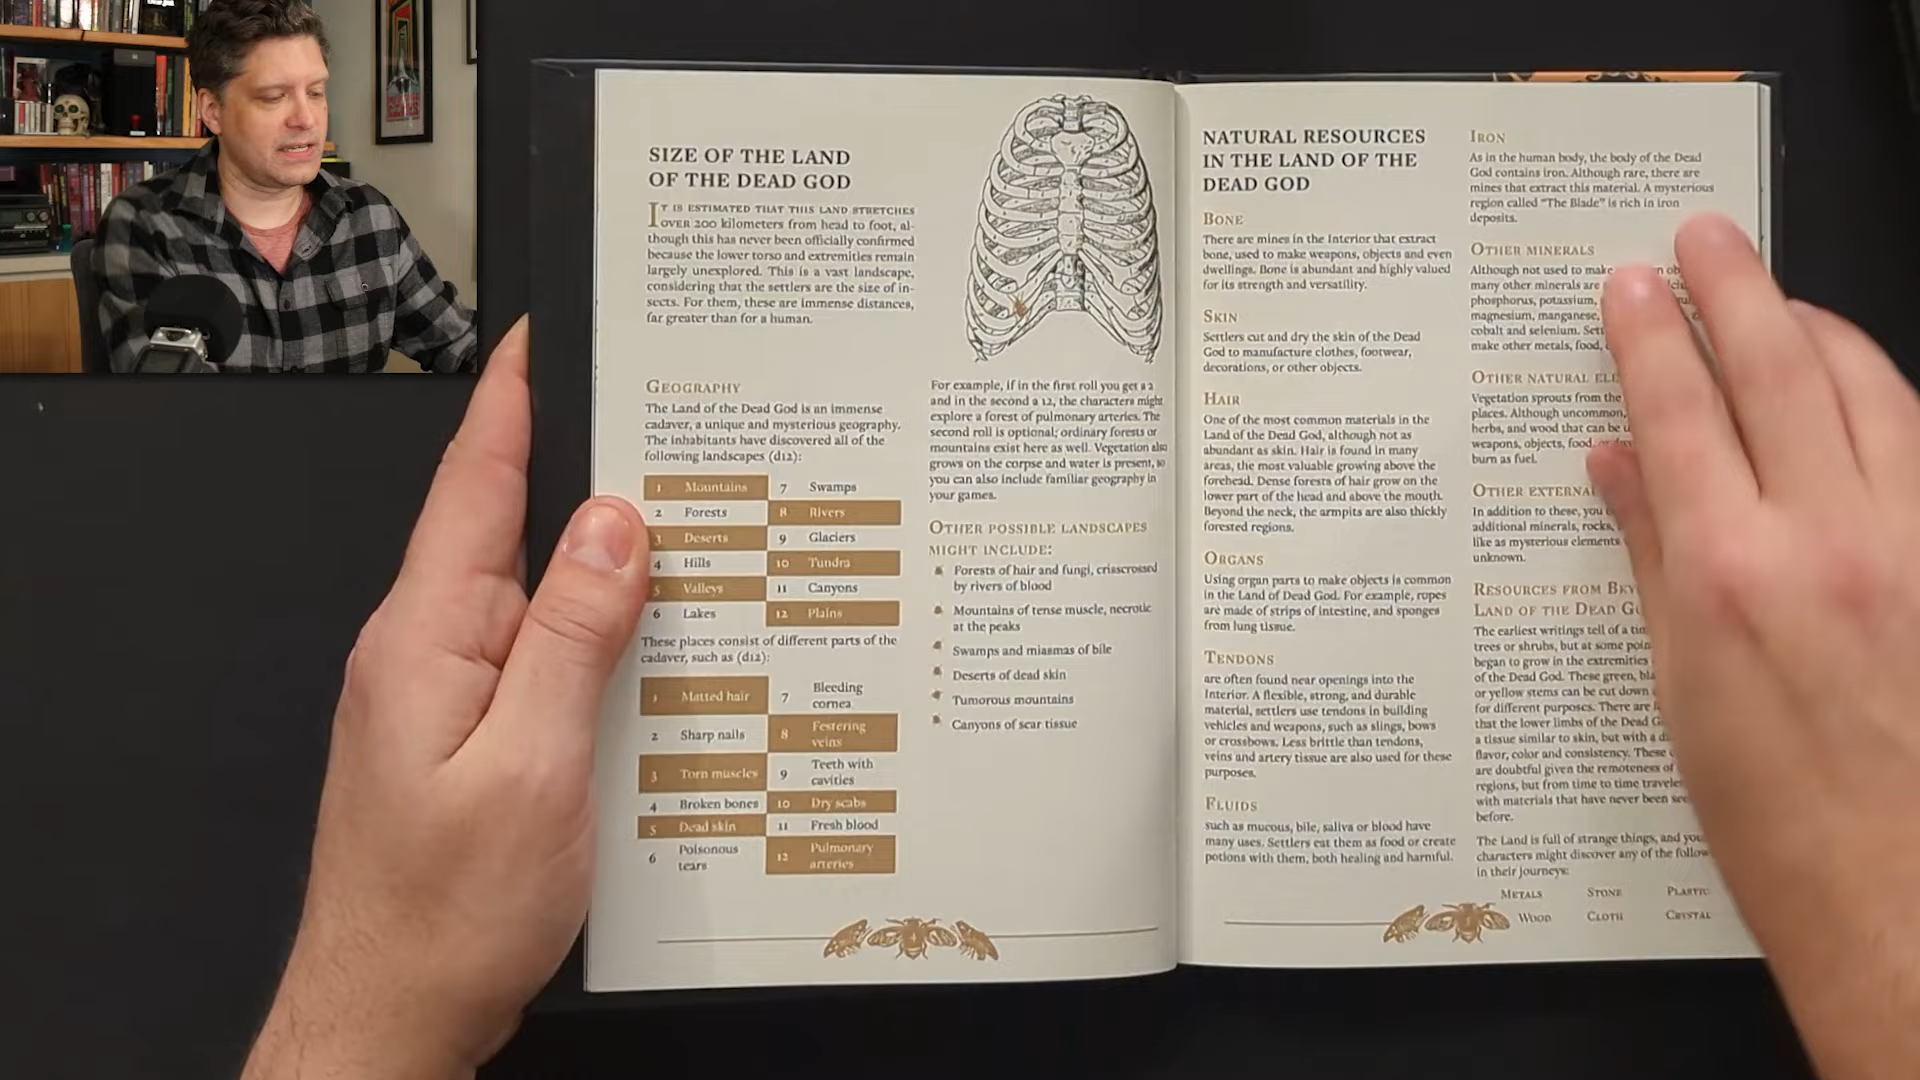 SIZE OF THE LAND
OF THE DEAD GOD
IT IS ESTIMATED THAT THIS LAND STRETCHES
OVER 200 kilometers from head to foot, al-
though this has never been officially confirmed
because the lower torso and extremities remain
largely unexplored. This is a vast landscape,
considering that the settlers are the size of in-
sects. For them, these are immense distances,
far greater than for a human.
GEOGRAPHY
The Land of the Dead God is an immense
cadaver, a unique and mysterious geography.
The inhabitants have discovered all of the
following landscapes (d12):
1 Mountains 7 Swamps
2 Forests 8 Rivers
3 Deserts 9 Glaciers
4 Hills 10 Tundra
5 Valleys 11 Canyons
6 Lakes 12 Plains
These places consist of different parts of the
cadaver, such as (d12):
1 Matted hair 7 Bleeding cornea
2 Sharp nails 8 Festering veins
3 Torn muscles 9 Teeth with cavities
4 Broken bones 10 Dry scabs
5 Dead skin 11 Fresh blood
6 Poisonous tears 12 Pulmonary arteries
For example, if in the first roll you get a 2
and in the second a 12, the characters might
explore a forest of pulmonary arteries. The
second roll is optional; ordinary forests or
mountains exist here as well. Vegetation also
grows on the corpse and water is present, so
you can also include familiar geography in
your games.
OTHER POSSIBLE LANDSCAPES
MIGHT INCLUDE:
Forests of hair and fungi, crisscrossed
by rivers of blood
Mountains of tense muscle, necrotic
at the peaks
Swamps and miasmas of bile
Deserts of dead skin
Tumorous mountains
Canyons of scar tissue
NATURAL RESOURCES
IN THE LAND OF THE
DEAD GOD
BONE
There are mines in the Interior that extract
bone, used to make weapons, objects and even
dwellings. Bone is abundant and highly valued
for its strength and versatility.
SKIN
Settlers cut and dry the skin of the Dead
God to manufacture clothes, footwear,
decorations, or other objects.
HAIR
One of the most common materials in the
Land of the Dead God, although not as
abundant as skin. Hair is found in many
areas, the most valuable growing above the
forehead. Dense forests of hair grow on the
lower part of the head and above the mouth.
Beyond the neck, the armpits are also thickly
forested regions.
ORGANS
Using organ parts to make objects is common
in the Land of Dead God. For example, ropes
are made of strips of intestine, and sponges
from lung tissue.
TENDONS
are often found near openings into the
Interior. A flexible, strong, and durable
material, settlers use tendons in building
vehicles and weapons, such as slings, bows
or crossbows. Less brittle than tendons,
veins and artery tissue are also used for these
purposes.
FLUIDS
such as mucous, bile, saliva or blood have
many uses. Settlers eat them as food or create
potions with them, both healing and harmful.
IRON
As in the human body, the body of the Dead
God contains iron. Although rare, there are
mines that extract this material. A mysterious
region called "The Blade" is rich in iron
deposits.
OTHER MINERALS
Although not used to make
many other minerals are
phosphorus, potassium,
magnesium, manganese,
cobalt and selenium.
make other metals, food,
OTHER NATURAL
Vegetation sprouts from the
places. Although uncommon,
herbs, and wood that can be
weapons, objects, food,
burn as fuel.
OTHER
In addition to these, you
additional minerals, rocks,
like as mysterious elements
unknown.
RESOURCES FROM
LAND OF THE DEAD
The earliest writings tell of a
trees or shrubs, but at some
began to grow in the extremities
of the Dead God. These green,
or yellow stems can be cut down
for different purposes. There are
that the lower limbs of the Dead
a tissue similar to skin, but with a
flavor, color and consistency. These
are doubtful given the remoteness of
regions, but from time to time
with materials that have never been
before.
The Land is full of strange things, and
characters might discover any of the
in their journeys:
METALS STONE PLASTIC
WOOD CLOTH CRYSTAL